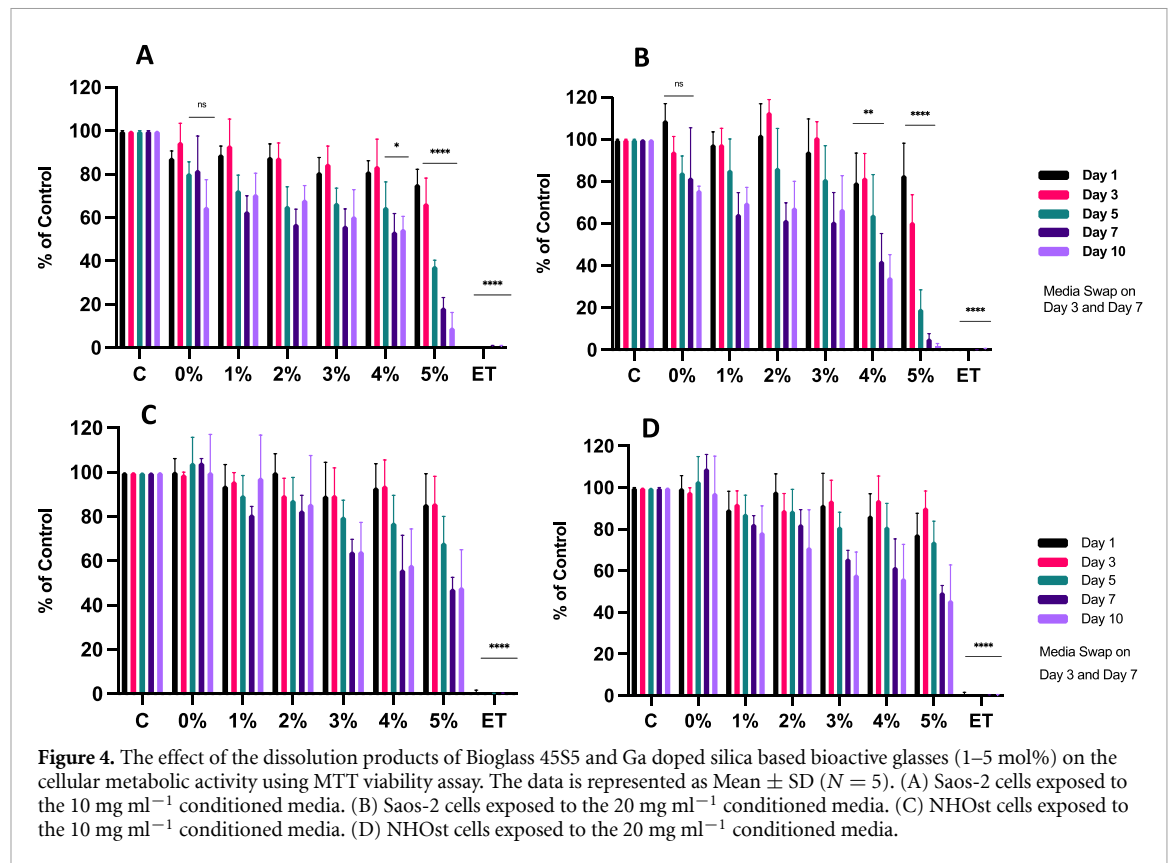 A
% of Control
120
100
80
60
40
20
0
ns
*
****
****
C 0% 1% 2% 3% 4% 5% ET
B
% of Control
120
100
80
60
40
20
0
ns
**
****
****
C 0% 1% 2% 3% 4% 5% ET
Day 1
Day 3
Day 5
Day 7
Day 10
Media Swap on
Day 3 and Day 7
C
% of Control
120
100
80
60
40
20
0
****
C 0% 1% 2% 3% 4% 5% ET
D
% of Control
120
100
80
60
40
20
0
****
C 0% 1% 2% 3% 4% 5% ET
Day 1
Day 3
Day 5
Day 7
Day 10
Media Swap on
Day 3 and Day 7
Figure 4. The effect of the dissolution products of Bioglass 45S5 and Ga doped silica based bioactive glasses (1–5 mol%) on the
cellular metabolic activity using MTT viability assay. The data is represented as Mean ± SD (N = 5). (A) Saos-2 cells exposed to
the 10 mg ml⁻¹ conditioned media. (B) Saos-2 cells exposed to the 20 mg ml⁻¹ conditioned media. (C) NHOst cells exposed to
the 10 mg ml⁻¹ conditioned media. (D) NHOst cells exposed to the 20 mg ml⁻¹ conditioned media.